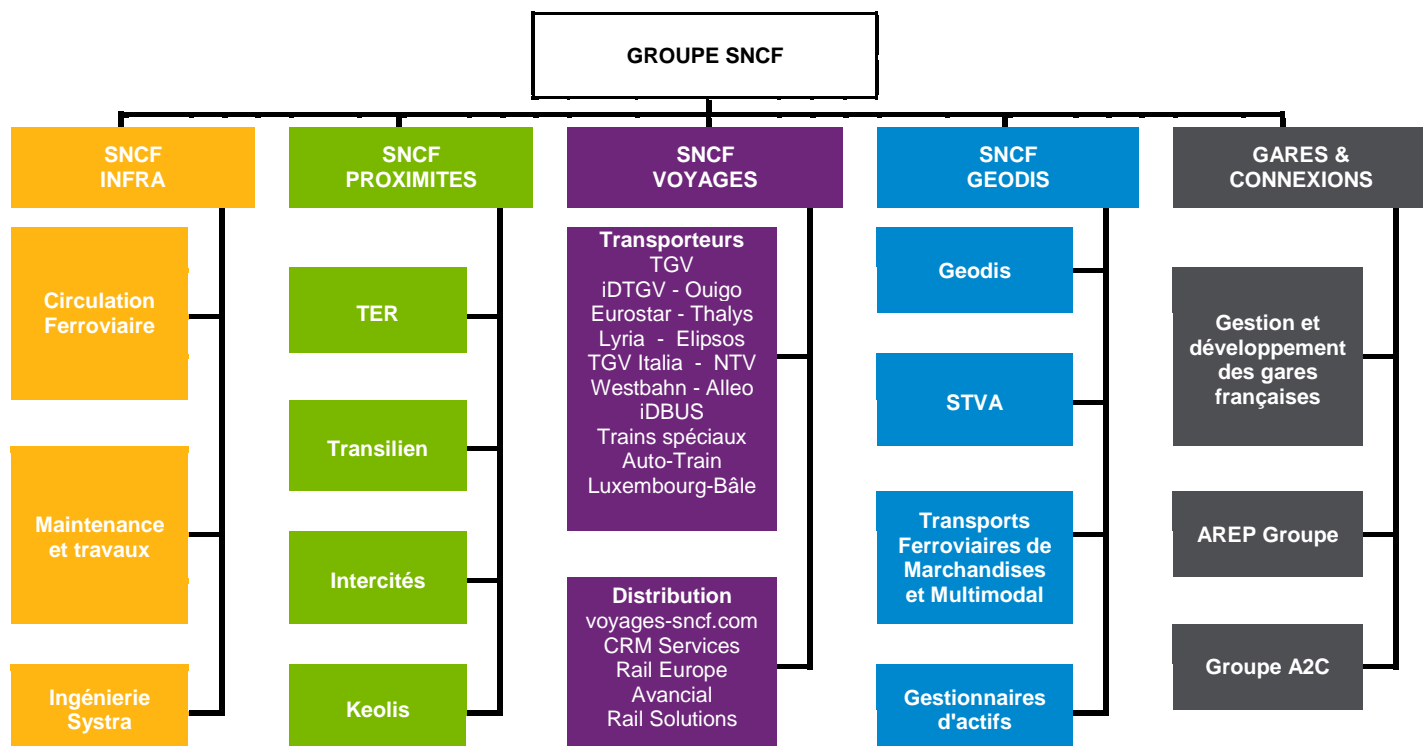 GROUPE SNCF
SNCF
INFRA
Circulation
Ferroviaire
Maintenance
et travaux
Ingénierie
Systra
SNCF
PROXIMITES
TER
Transilien
Intercités
Keolis
SNCF
VOYAGES
Transporteurs
TGV
iDTGV - Ouigo
Eurostar - Thalys
Lyria - Elipsos
TGV Italia - NTV
Westbahn - Alleo
iDBUS
Trains spéciaux
Auto-Train
Luxembourg-Bâle
Distribution
voyages-sncf.com
CRM Services
Rail Europe
Avancial
Rail Solutions
SNCF
GEODIS
Geodis
STVA
Transports
Ferroviaires de
Marchandises
et Multimodal
Gestionnaires
d'actifs
GARES &
CONNEXIONS
Gestion et
développement
des gares
françaises
AREP Groupe
Groupe A2C